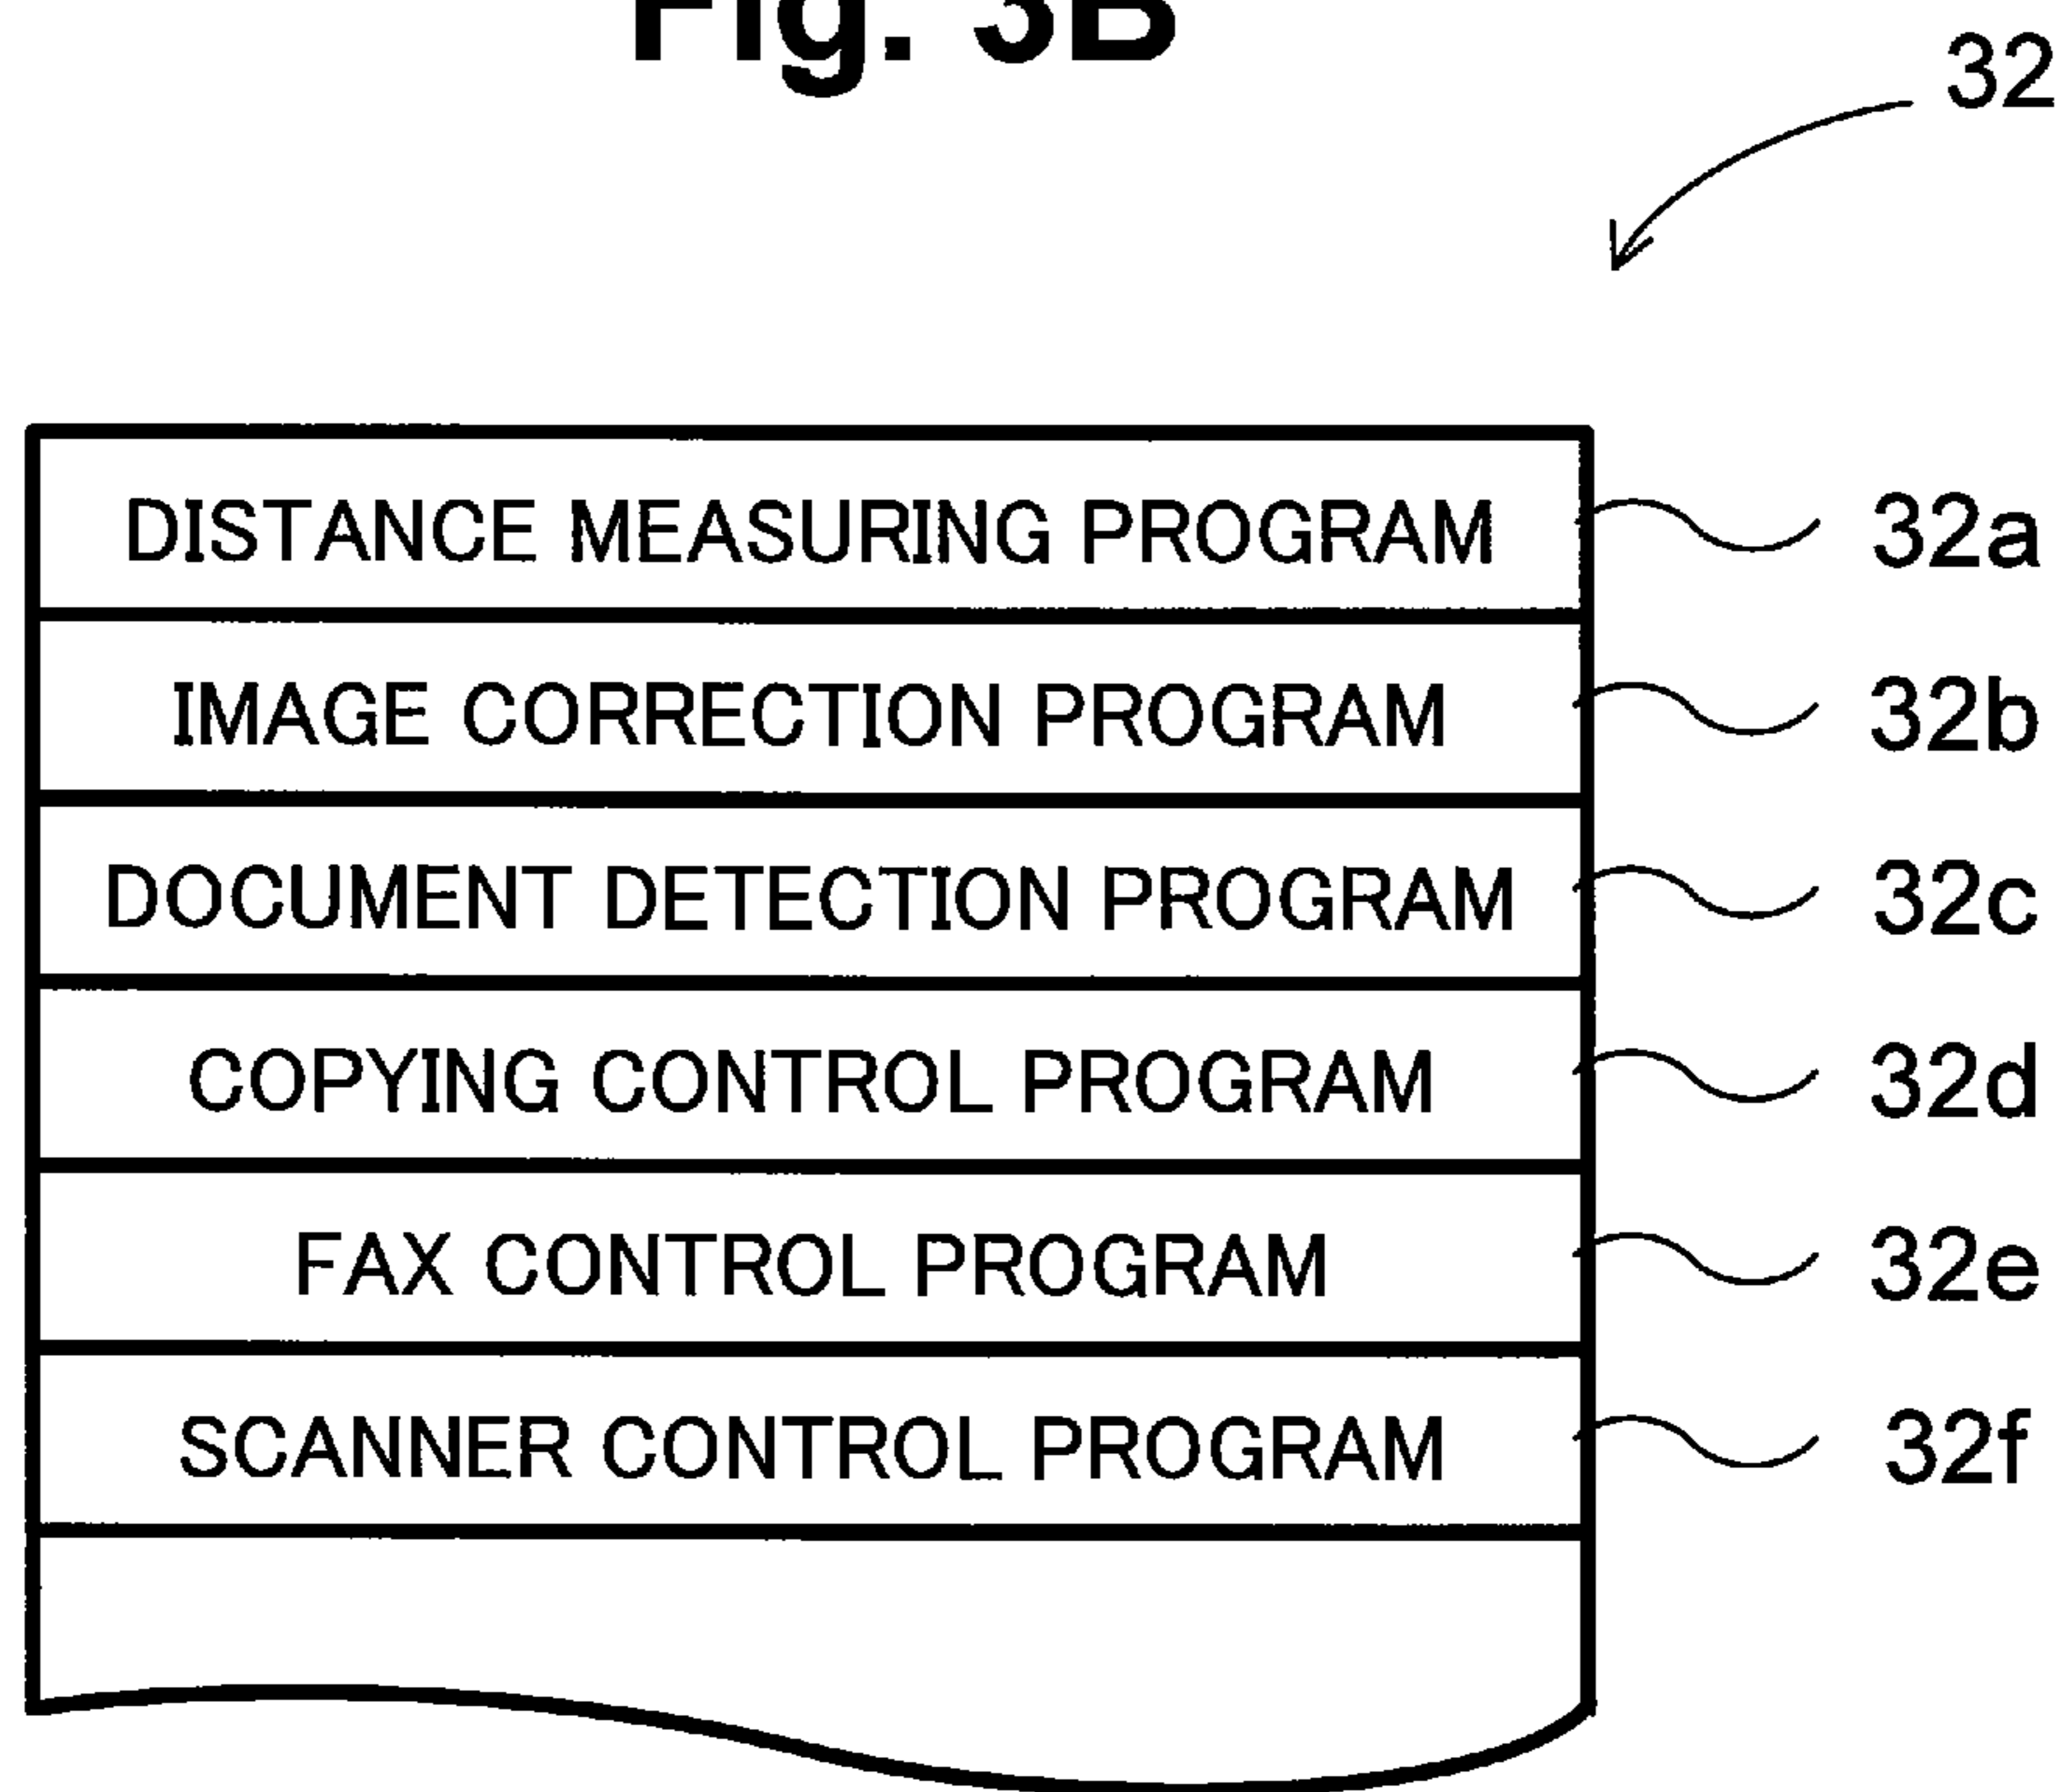 Fig. 3B
32
DISTANCE MEASURING PROGRAM 32a
IMAGE CORRECTION PROGRAM 32b
DOCUMENT DETECTION PROGRAM 32c
COPYING CONTROL PROGRAM 32d
FAX CONTROL PROGRAM 32e
SCANNER CONTROL PROGRAM 32f